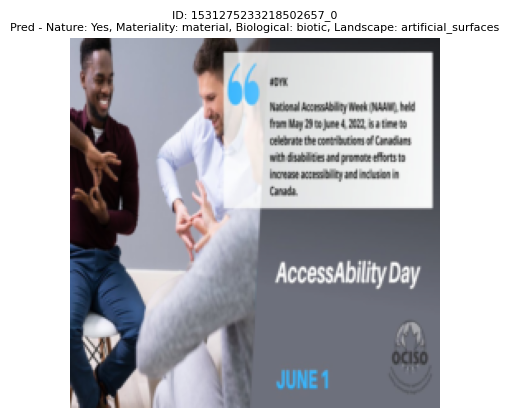 ID: 1531275233218502657_0
Pred - Nature: Yes, Materiality: material, Biological: biotic, Landscape: artificial_surfaces
#DYK
National AccessAbility Week (NAAW), held
from May 29 to June 4, 2022, is a time to
celebrate the contributions of Canadians
with disabilities and promote efforts to
increase accessibility and inclusion in
Canada.
AccessAbility Day
OCISO
JUNE 1